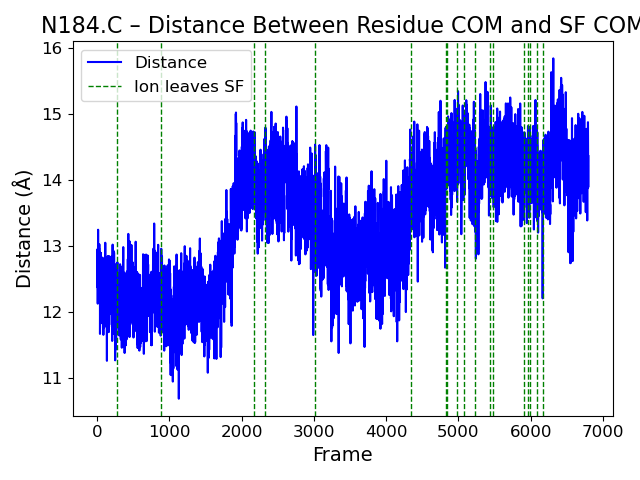 N184.C – Distance Between Residue COM and SF COM
16
15
14
13
12
11
Distance (Å)
Distance
Ion leaves SF
0 1000 2000 3000 4000 5000 6000 7000
Frame